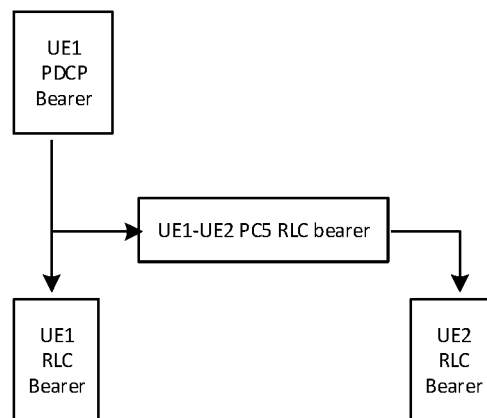 UE1
PDCP
Bearer
UE1-UE2 PC5 RLC bearer
UE1
RLC
Bearer
UE2
RLC
Bearer